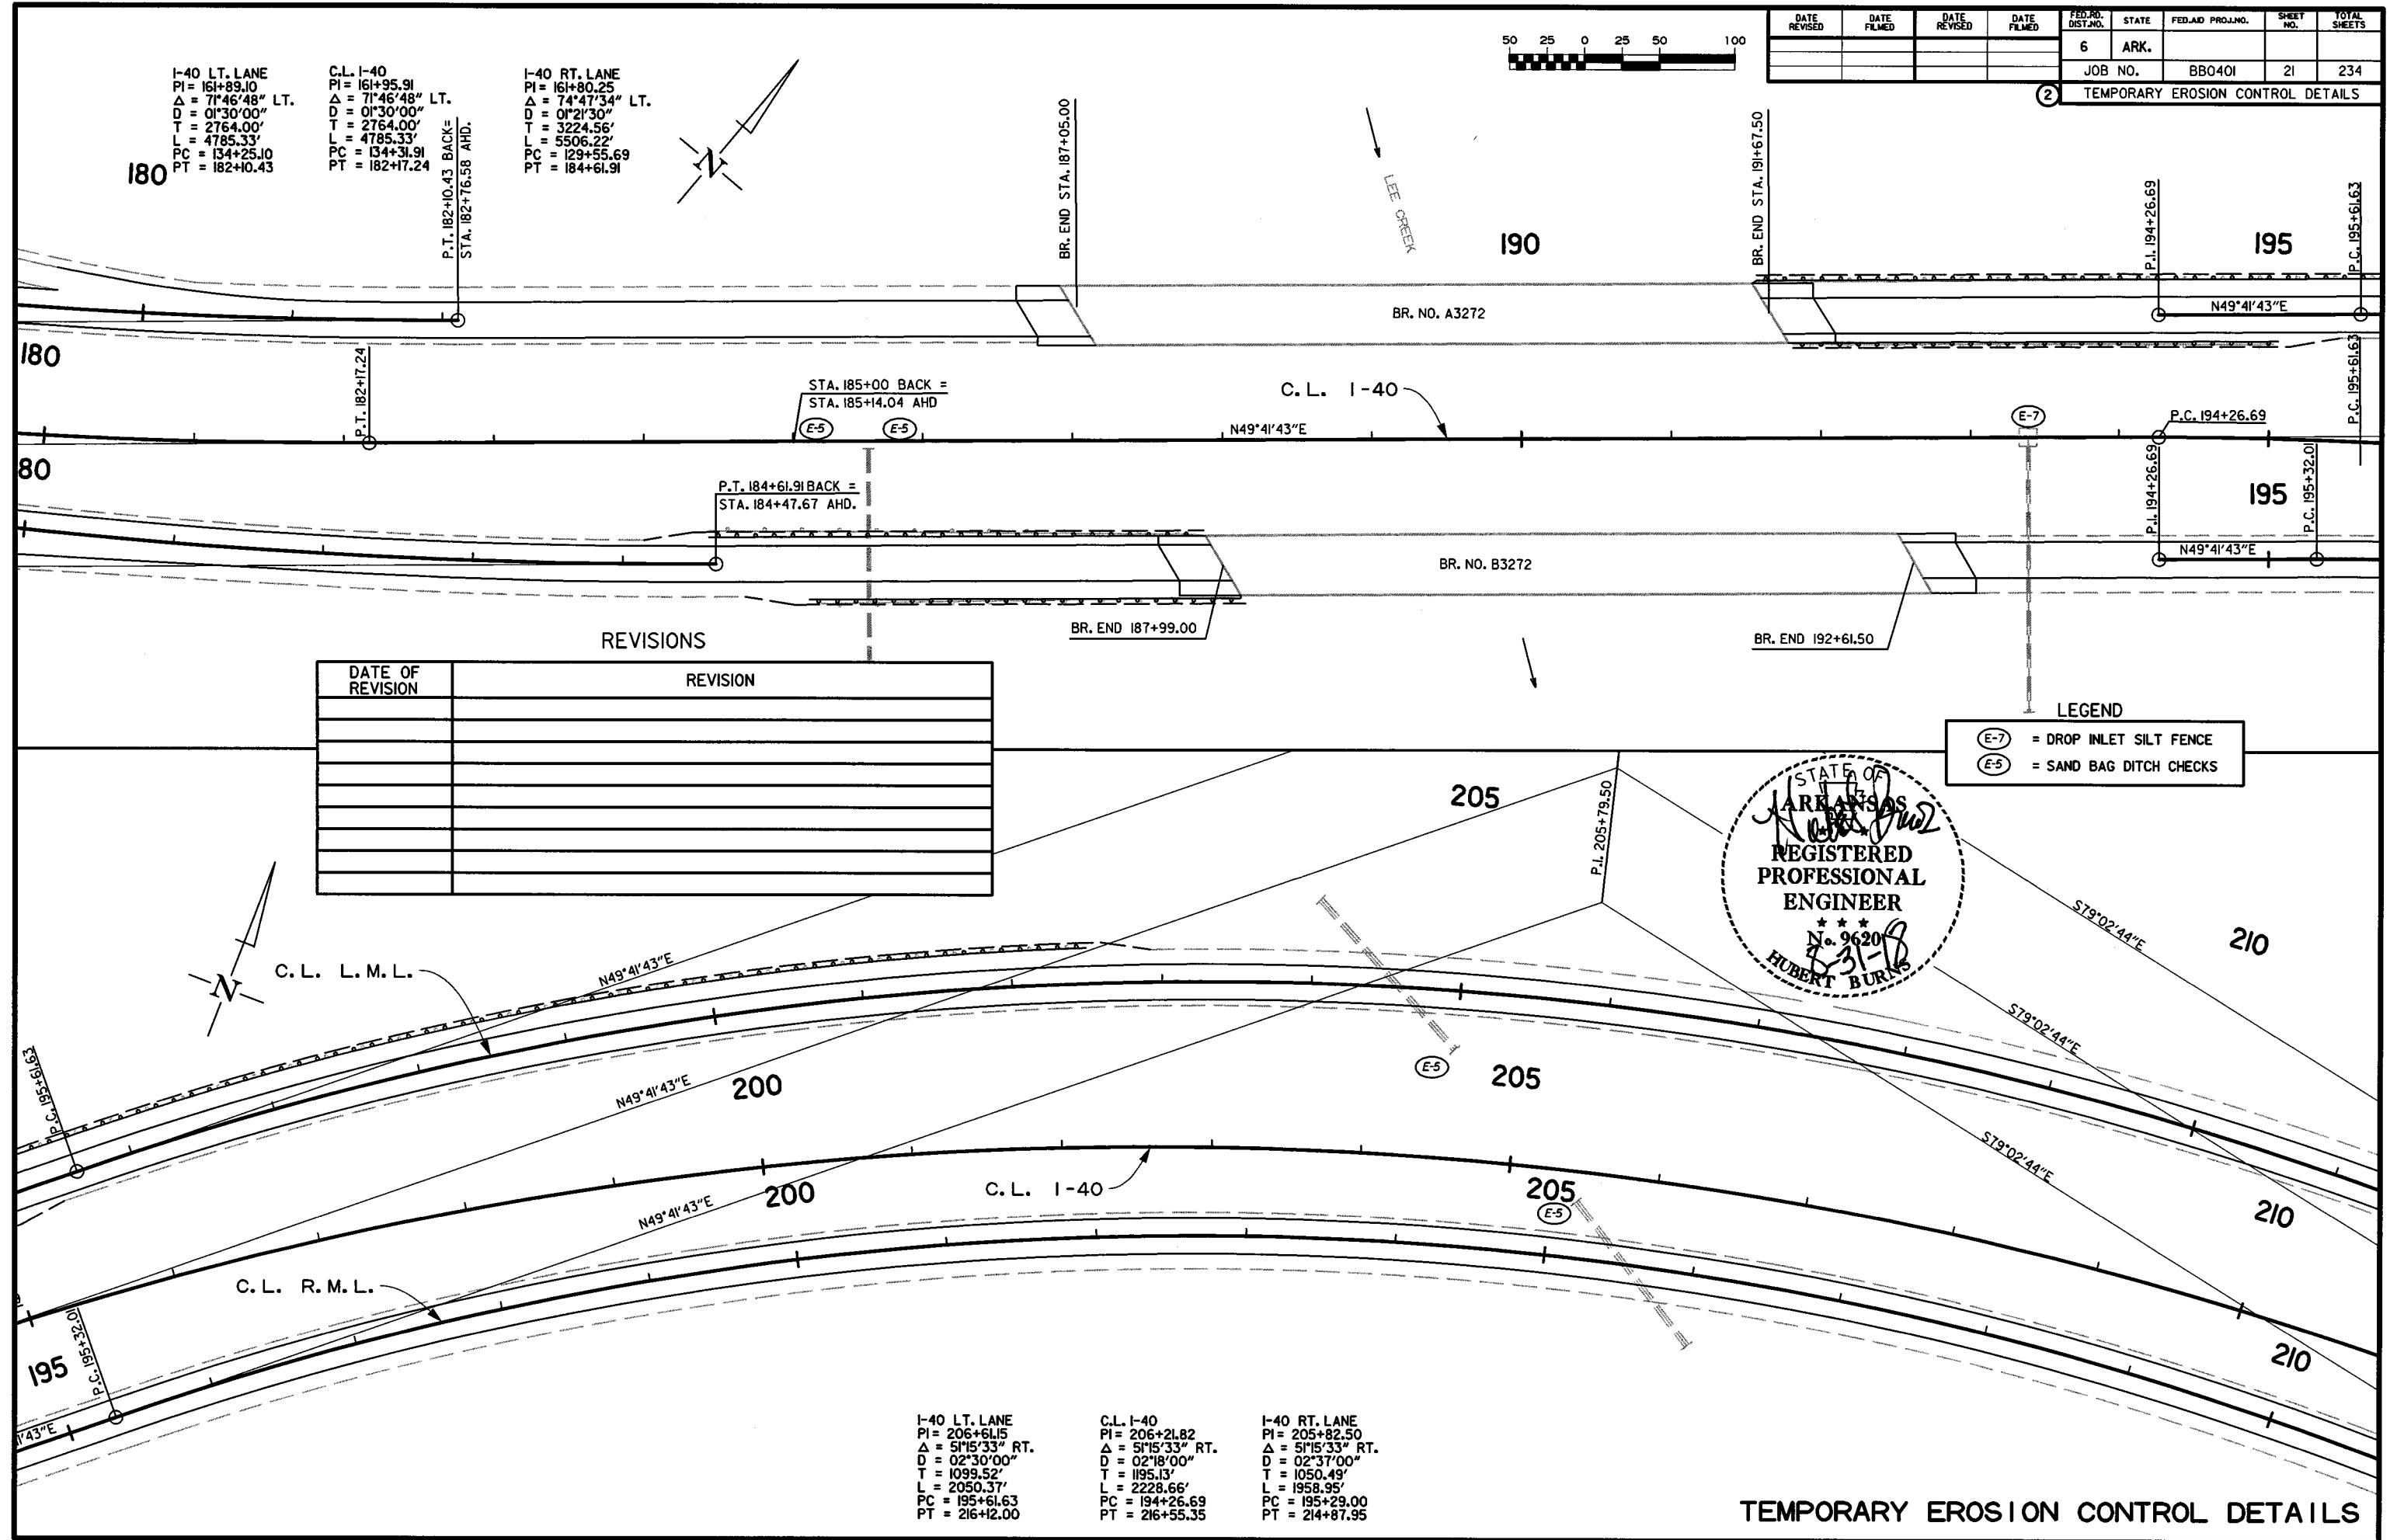 50 25 0 25 50 100
DATE REVISED
DATE FILMED
DATE REVISED
DATE FILMED
FED.RD. DIST.NO.
STATE
FED.AID PROJ.NO.
SHEET NO.
TOTAL SHEETS
6 ARK.
JOB NO. BB0401 21 234
2 TEMPORARY EROSION CONTROL DETAILS
I-40 LT. LANE
PI = 161+89.10
Δ = 71°46'48" LT.
D = 01°30'00"
T = 2764.00'
L = 4785.33'
PC = 134+25.10
PT = 182+10.43
C.L. I-40
PI = 161+95.91
Δ = 71°46'48" LT.
D = 01°30'00"
T = 2764.00'
L = 4785.33'
PC = 134+31.91
PT = 182+17.24
I-40 RT. LANE
PI = 161+80.25
Δ = 74°47'34" LT.
D = 01°21'30"
T = 3224.56'
L = 5506.22'
PC = 129+55.69
PT = 184+61.91
180
P.T. 182+10.43 BACK=
STA. 182+76.58 AHD.
N
BR. END STA. 187+05.00
LEE CREEK
190
BR. END STA. 191+67.50
P.I. 194+26.69
195
P.C. 195+61.63
BR. NO. A3272
N49°41'43"E
180
P.T. 182+17.24
STA. 185+00 BACK =
STA. 185+14.04 AHD
E-5
E-5
C.L. I-40
N49°41'43"E
E-7
P.C. 194+26.69
P.C. 195+61.63
80
P.T. 184+61.91 BACK =
STA. 184+47.67 AHD.
P.I. 194+26.69
195
P.C. 195+32.01
N49°41'43"E
BR. NO. B3272
BR. END 187+99.00
BR. END 192+61.50
REVISIONS
DATE OF REVISION
REVISION
LEGEND
E-7 = DROP INLET SILT FENCE
E-5 = SAND BAG DITCH CHECKS
205
P.I. 205+79.50
STATE OF
ARKANSAS
REGISTERED
PROFESSIONAL
ENGINEER
No. 9620
8-31-18
HUBERT BURNS
S79°02'44"E
210
N
C.L. L.M.L.
N49°41'43"E
S79°02'44"E
P.C. 195+61.63
N49°41'43"E
200
E-5
205
S79°02'44"E
N49°41'43"E
200
C.L. I-40
205
E-5
210
C.L. R.M.L.
195
P.C. 195+32.01
210
1'43"E
I-40 LT. LANE
PI = 206+61.15
Δ = 51°15'33" RT.
D = 02°30'00"
T = 1099.52'
L = 2050.37'
PC = 195+61.63
PT = 216+12.00
C.L. I-40
PI = 206+21.82
Δ = 51°15'33" RT.
D = 02°18'00"
T = 1195.13'
L = 2228.66'
PC = 194+26.69
PT = 216+55.35
I-40 RT. LANE
PI = 205+82.50
Δ = 51°15'33" RT.
D = 02°37'00"
T = 1050.49'
L = 1958.95'
PC = 195+29.00
PT = 214+87.95
TEMPORARY EROSION CONTROL DETAILS